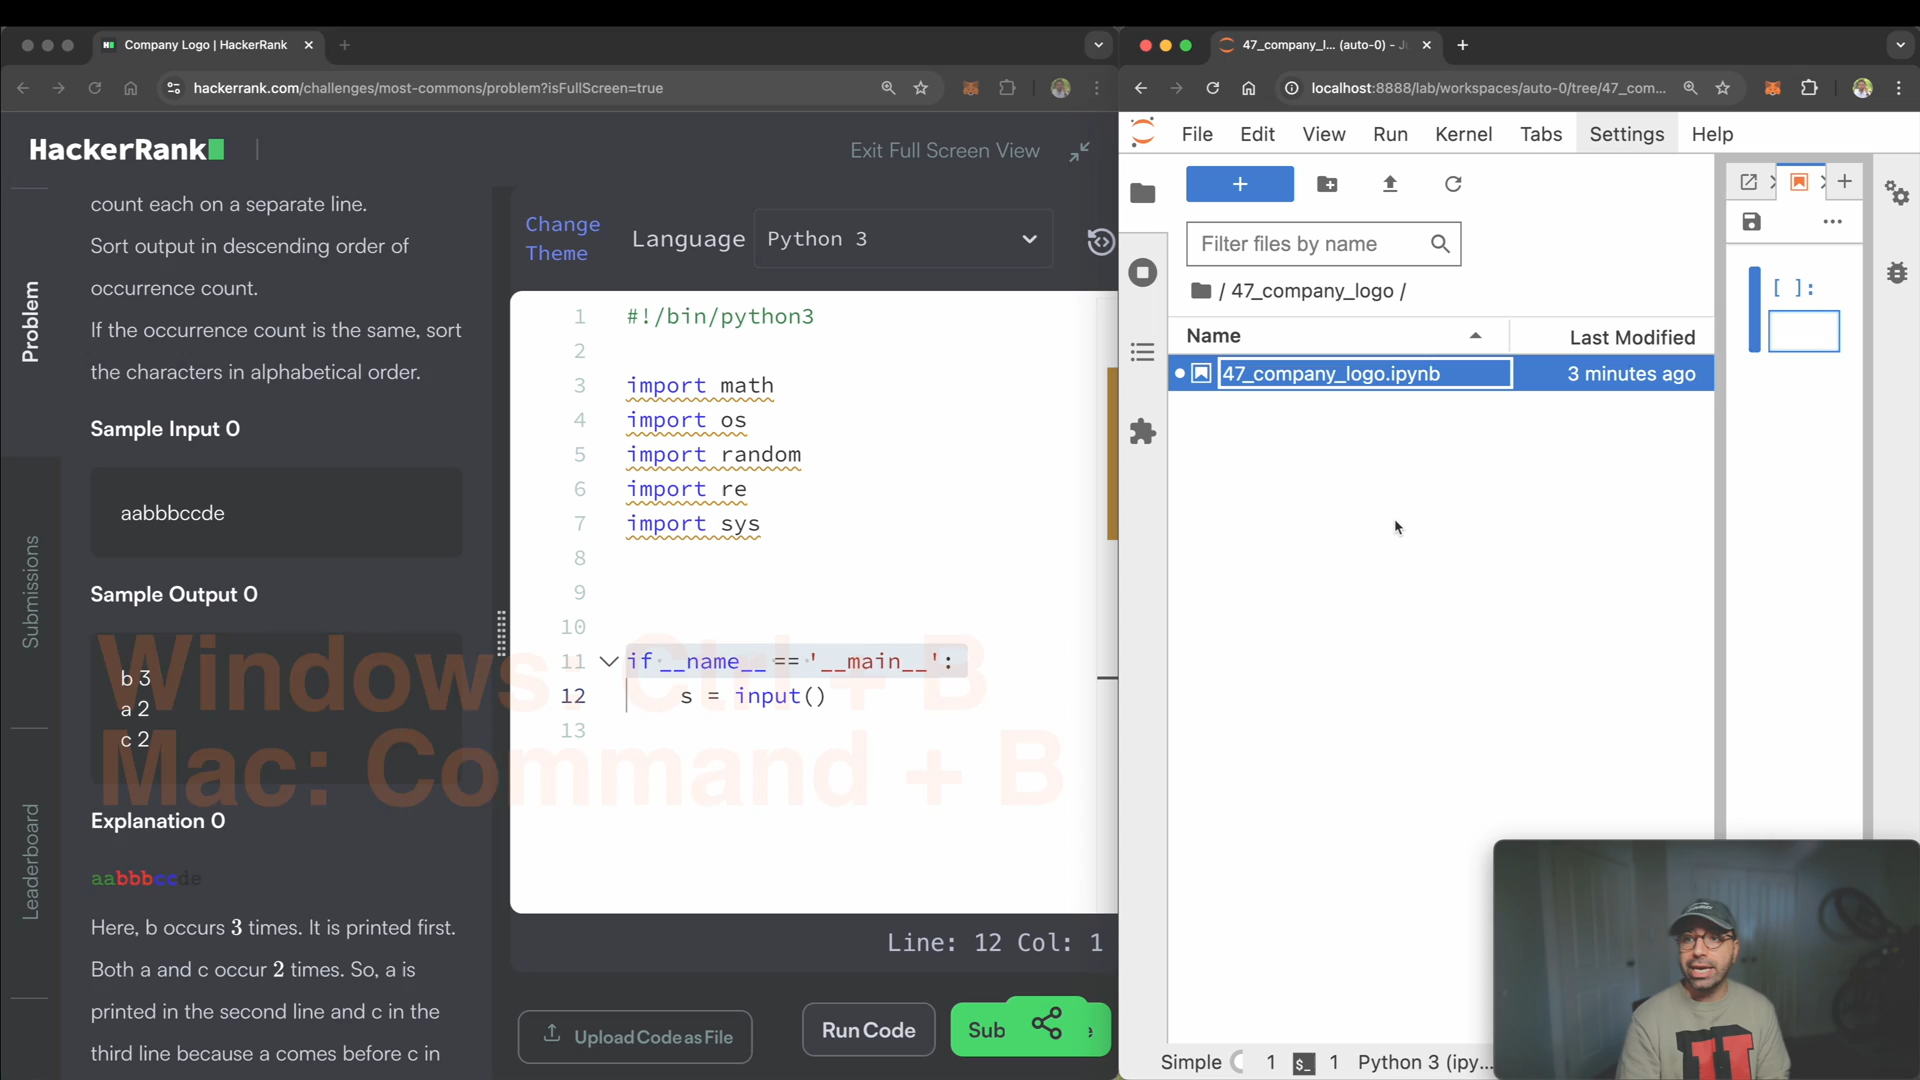 Company Logo | HackerRank
hackerrank.com/challenges/most-commons/problem?isFullScreen=true
HackerRank
Exit Full Screen View
Problem
Submissions
Leaderboard
count each on a separate line.
Sort output in descending order of
occurrence count.
If the occurrence count is the same, sort
the characters in alphabetical order.
Sample Input 0
aabbbccde
Sample Output 0
b 3
a 2
c 2
Explanation 0
aabbbccde
Here, b occurs 3 times. It is printed first.
Both a and c occur 2 times. So, a is
printed in the second line and c in the
third line because a comes before c in
Change
Theme
Language
Python 3
1 #!/bin/python3
2
3 import math
4 import os
5 import random
6 import re
7 import sys
8
9
10
11 if __name__ == '__main__':
12 s = input()
13
Windows: Ctrl + B
Mac: Command + B
Line: 12 Col: 1
Upload Code as File
Run Code
Sub
47_company_l... (auto-0) - Ju
localhost:8888/lab/workspaces/auto-0/tree/47_com...
File Edit View Run Kernel Tabs Settings Help
Filter files by name
/ 47_company_logo /
Name
Last Modified
47_company_logo.ipynb
3 minutes ago
[ ]:
Simple
1
$_
1
Python 3 (ipy...